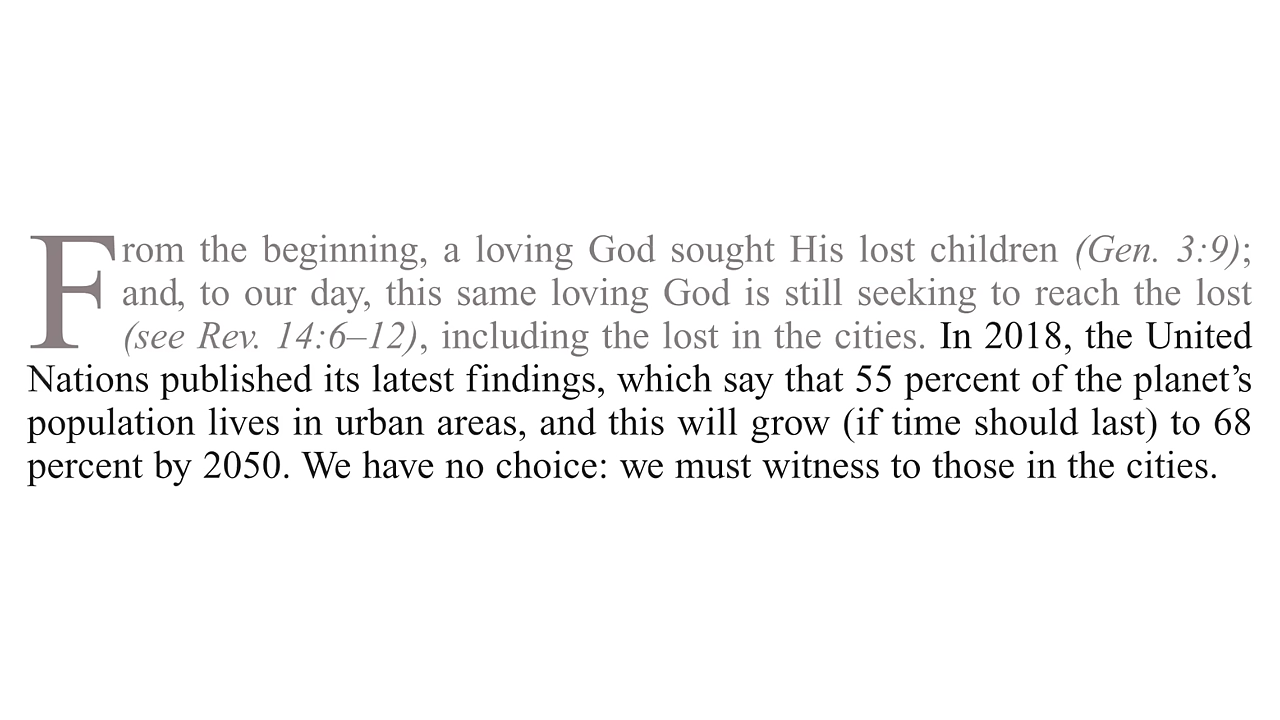 From the beginning, a loving God sought His lost children (Gen. 3:9);
and, to our day, this same loving God is still seeking to reach the lost
(see Rev. 14:6–12), including the lost in the cities. In 2018, the United
Nations published its latest findings, which say that 55 percent of the planet’s
population lives in urban areas, and this will grow (if time should last) to 68
percent by 2050. We have no choice: we must witness to those in the cities.